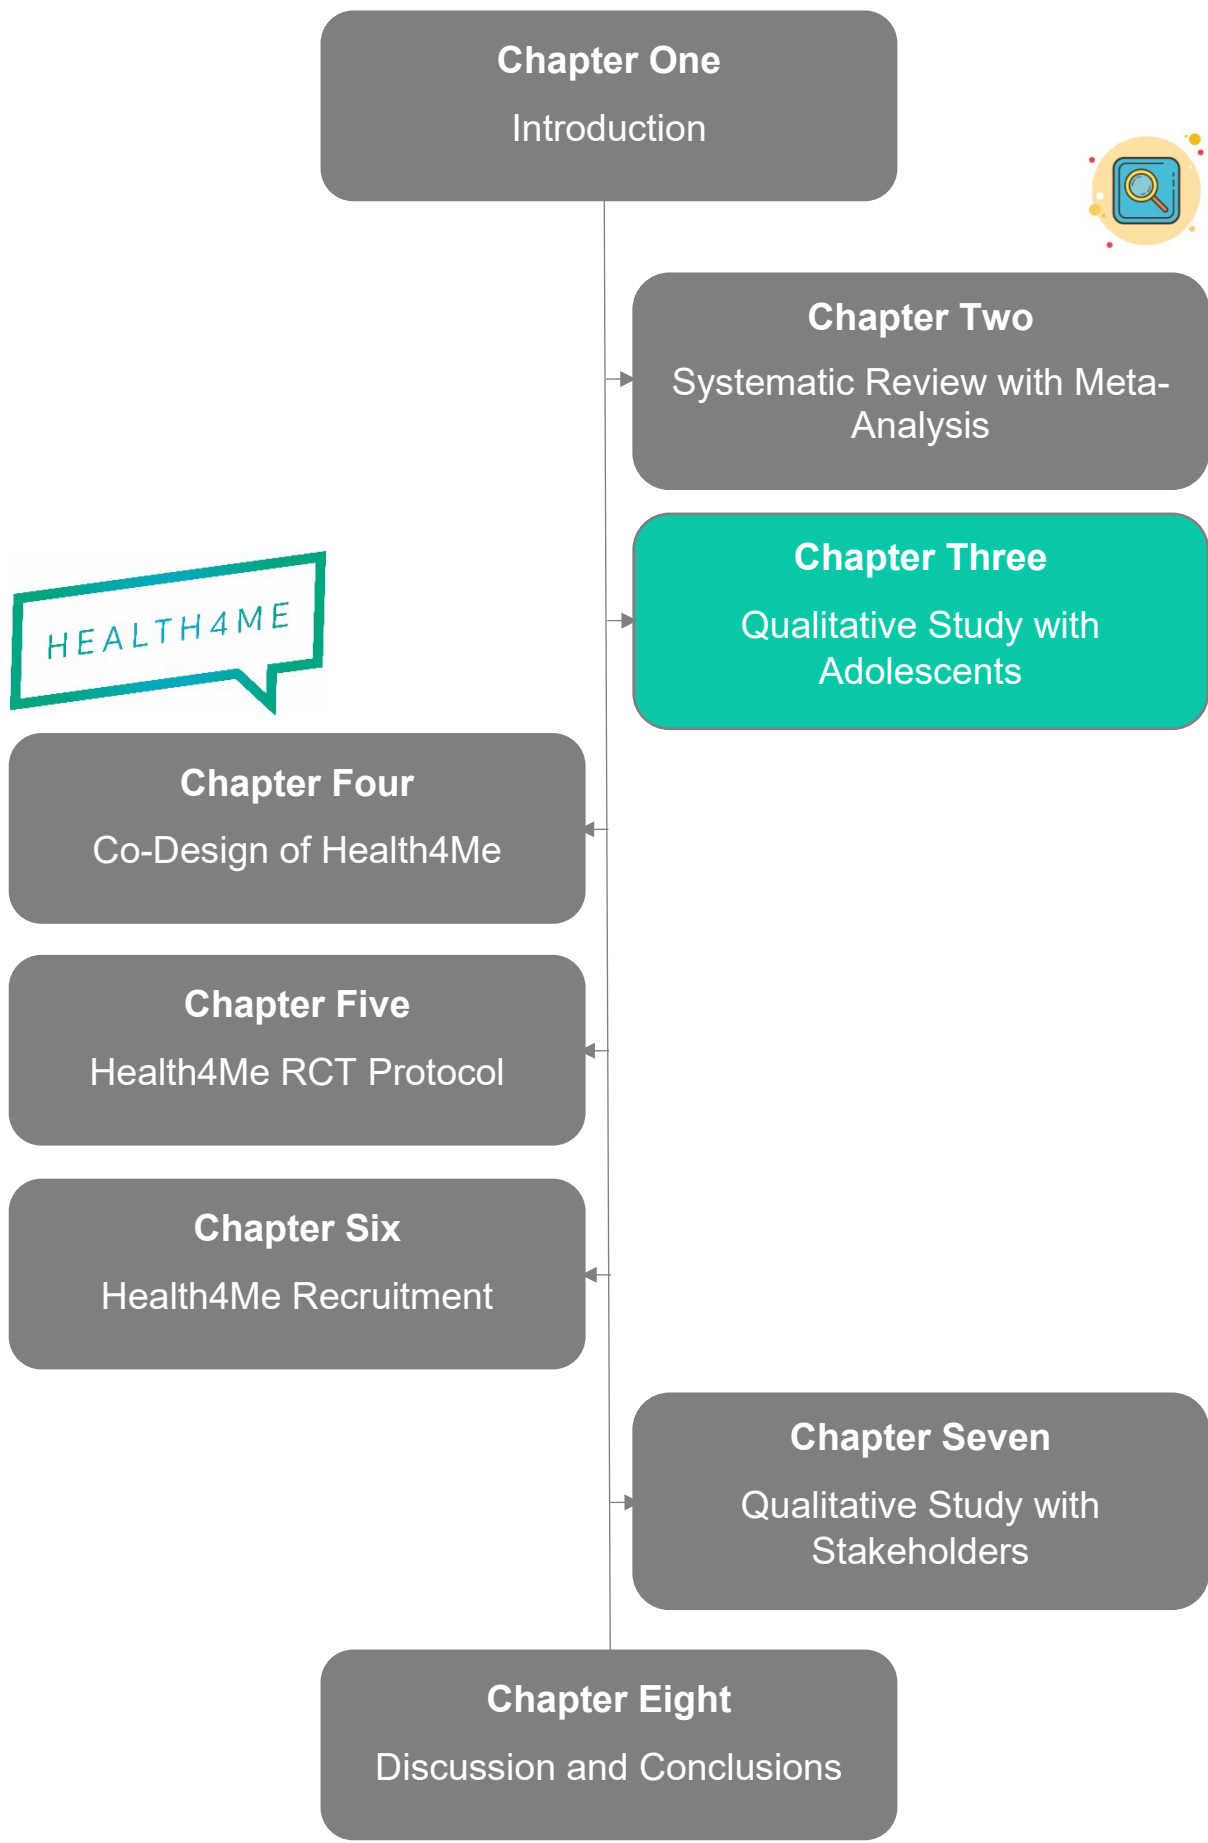 Chapter One
Introduction
Chapter Two
Systematic Review with Meta-
Analysis
Chapter Three
Qualitative Study with
Adolescents
HEALTH4ME
Chapter Four
Co-Design of Health4Me
Chapter Five
Health4Me RCT Protocol
Chapter Six
Health4Me Recruitment
Chapter Seven
Qualitative Study with
Stakeholders
Chapter Eight
Discussion and Conclusions